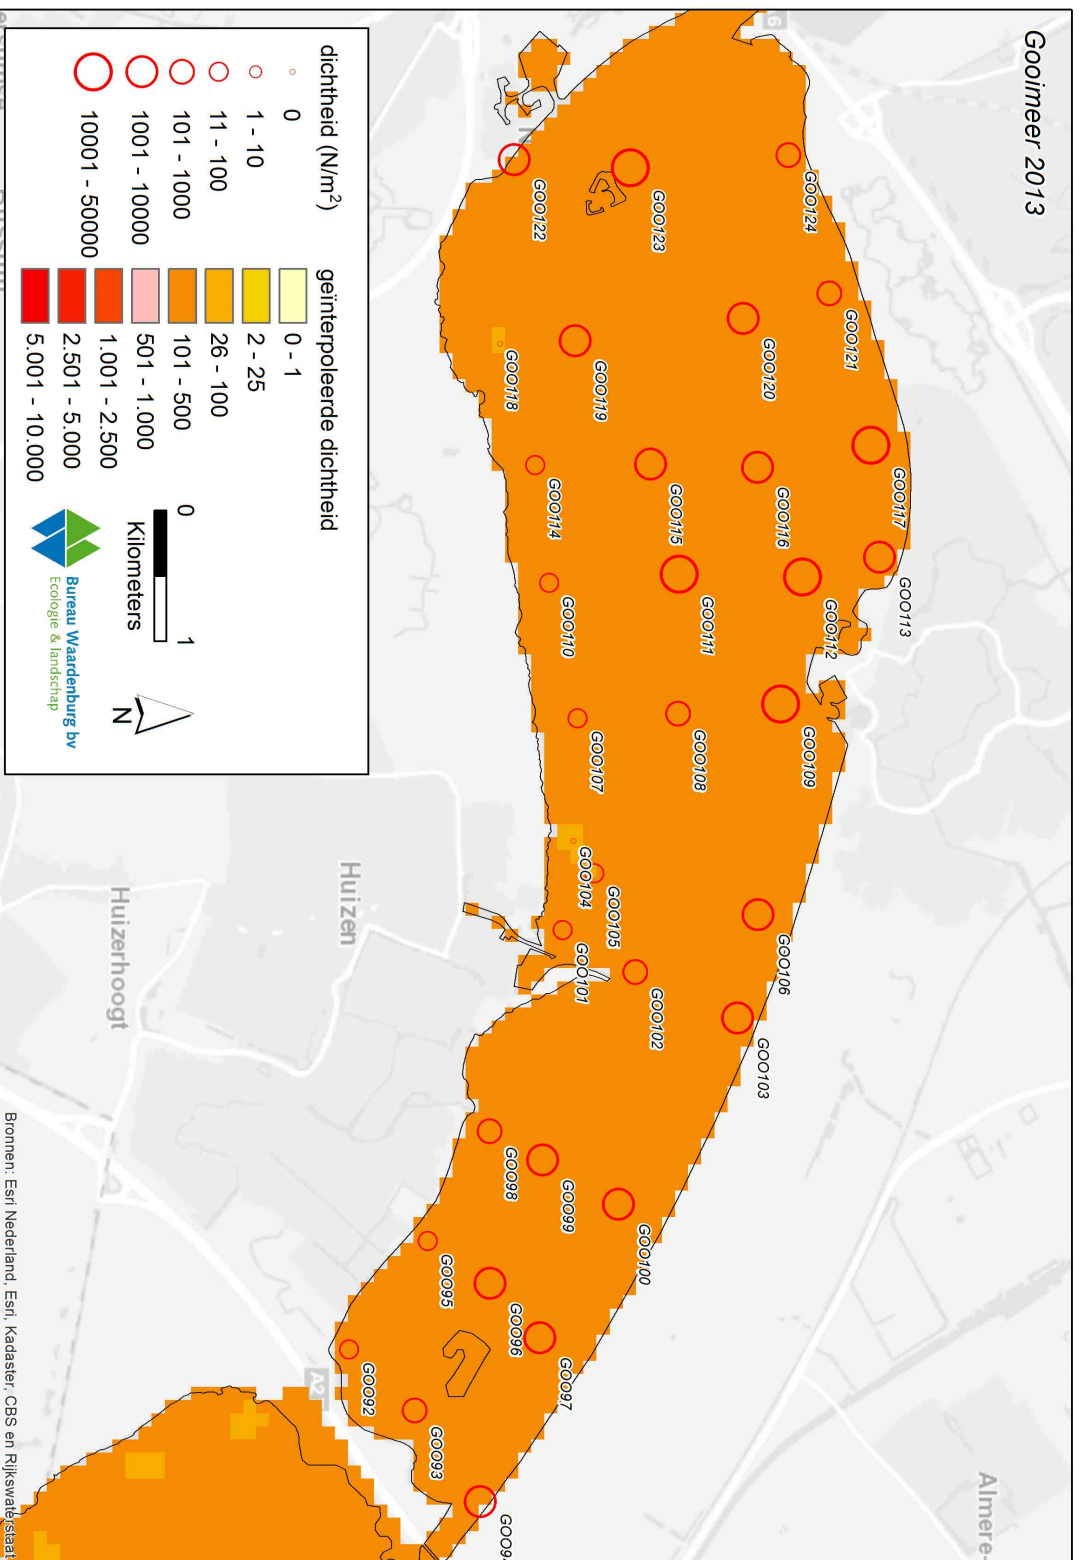 Gooimeer 2013
A6
GOO124
GOO123
GOO122
GOO121
GOO120
GOO119
GOO118
GOO117
GOO116
GOO115
GOO114
GOO113
GOO112
GOO111
GOO110
GOO109
GOO108
GOO107
GOO106
GOO105
GOO104
GOO103
GOO102
GOO101
GOO100
GOO99
GOO98
GOO97
GOO96
GOO95
GOO93
GOO92
Almere-
Huizen
Huizerhoogt
dichtheid (N/m²)
0
1 - 10
11 - 100
101 - 1000
1001 - 10000
10001 - 50000
geïnterpoleerde dichtheid
0 - 1
2 - 25
26 - 100
101 - 500
501 - 1.000
1.001 - 2.500
2.501 - 5.000
5.001 - 10.000
0 1
Kilometers
N
Bureau Waardenburg bv
Ecologie & landschap
Bronnen: Esri Nederland, Esri, Kadaster, CBS en Rijkswaterstaat